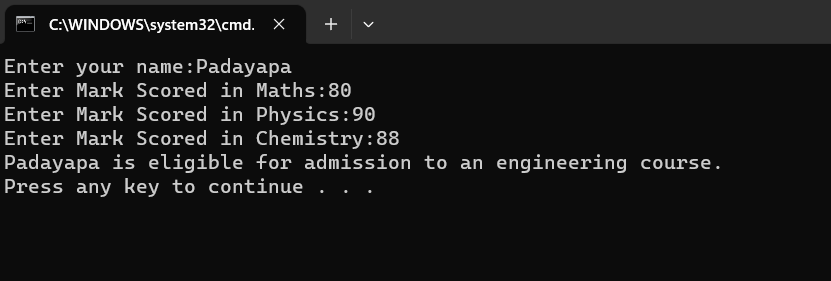 C:\WINDOWS\system32\cmd.
Enter your name:Padayapa
Enter Mark Scored in Maths:80
Enter Mark Scored in Physics:90
Enter Mark Scored in Chemistry:88
Padayapa is eligible for admission to an engineering course.
Press any key to continue . . .